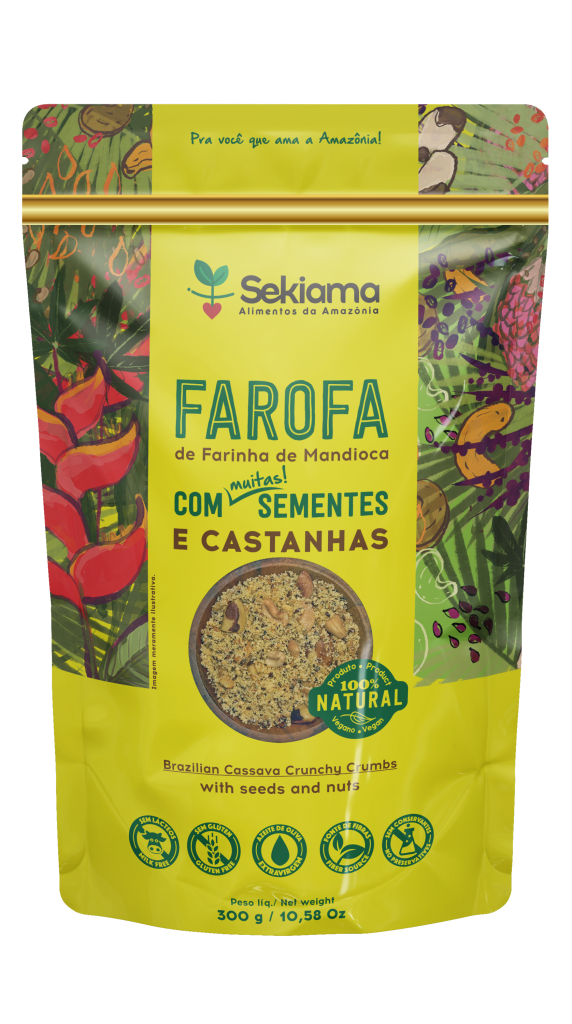 Pra você que ama a Amazônia!
Sekiama
Alimentos da Amazônia
FAROFA
de Farinha de Mandioca
muitas!
COM SEMENTES
E CASTANHAS
Imagem meramente ilustrativa.
Produto • Product
100%
NATURAL
Vegano • Vegan
Brazilian Cassava Crunchy Crumbs
with seeds and nuts
SEM LÁCTEOS
MILK FREE
SEM GLUTEN
GLUTEN FREE
AZEITE DE OLIVA
EXTRAVIRGEM
FONTE DE FIBRAS
FIBER SOURCE
SEM CONSERVANTES
NO PRESERVATIVES
Peso líq./ Net weight
300 g / 10,58 Oz